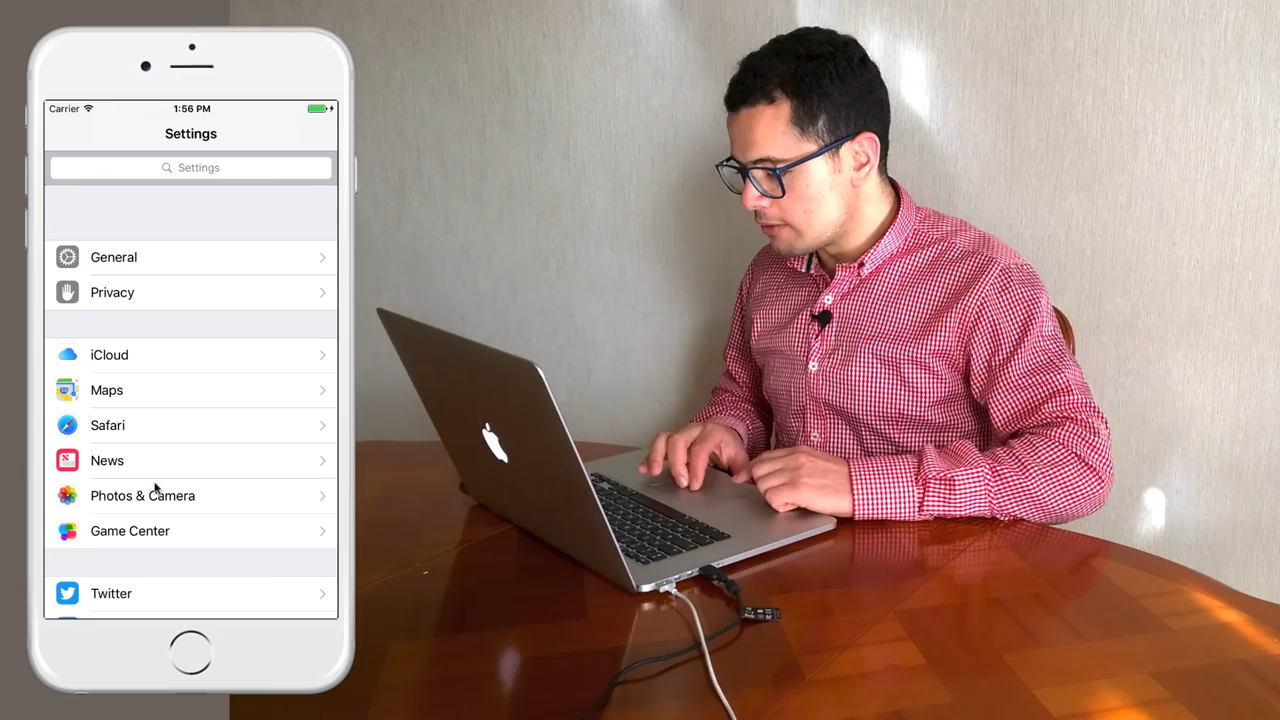 Carrier 1:56 PM
Settings
Settings
General
Privacy
iCloud
Maps
Safari
News
Photos & Camera
Game Center
Twitter